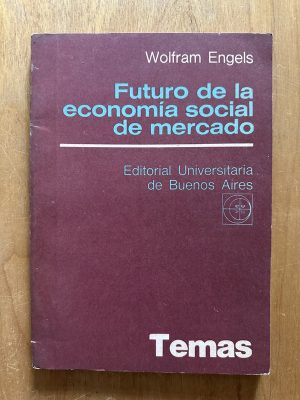 Wolfram Engels
Futuro de la
economía social
de mercado
Editorial Universitaria
de Buenos Aires
Temas